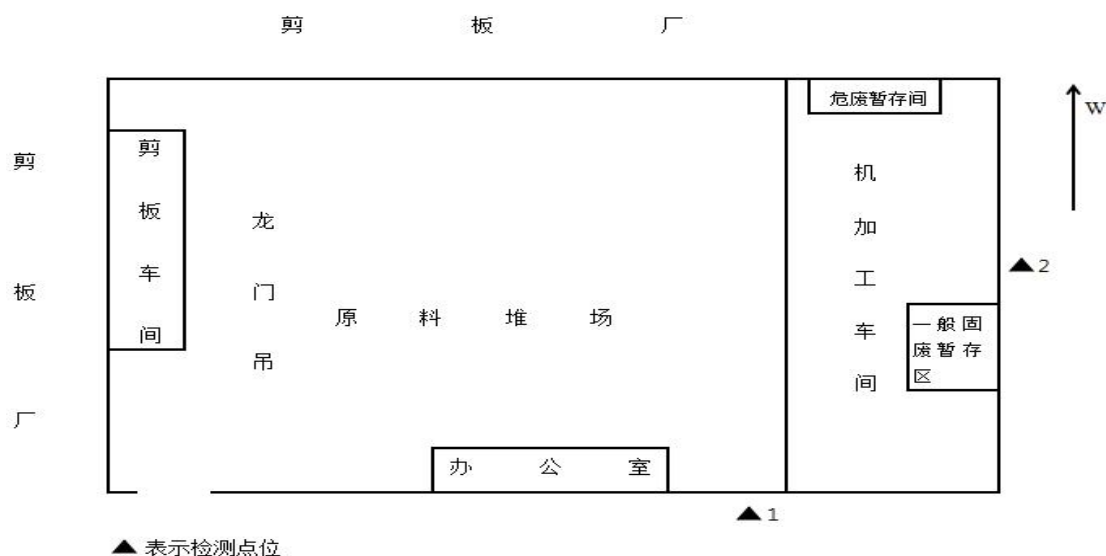 剪 板 厂
剪 板 厂
剪板车间
龙门吊
原 料 堆 场
办 公 室
危废暂存间
机加工车间
一般固
废暂存
区
W
▲ 2
▲ 1
▲ 表示检测点位